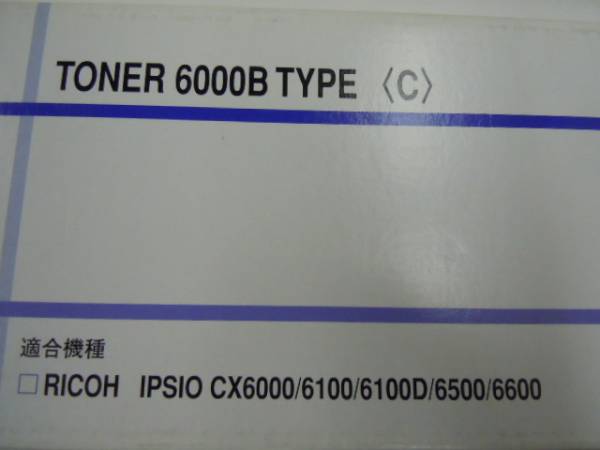 TONER 6000B TYPE 〈C〉
適合機種
□ RICOH IPSIO CX6000/6100/6100D/6500/6600